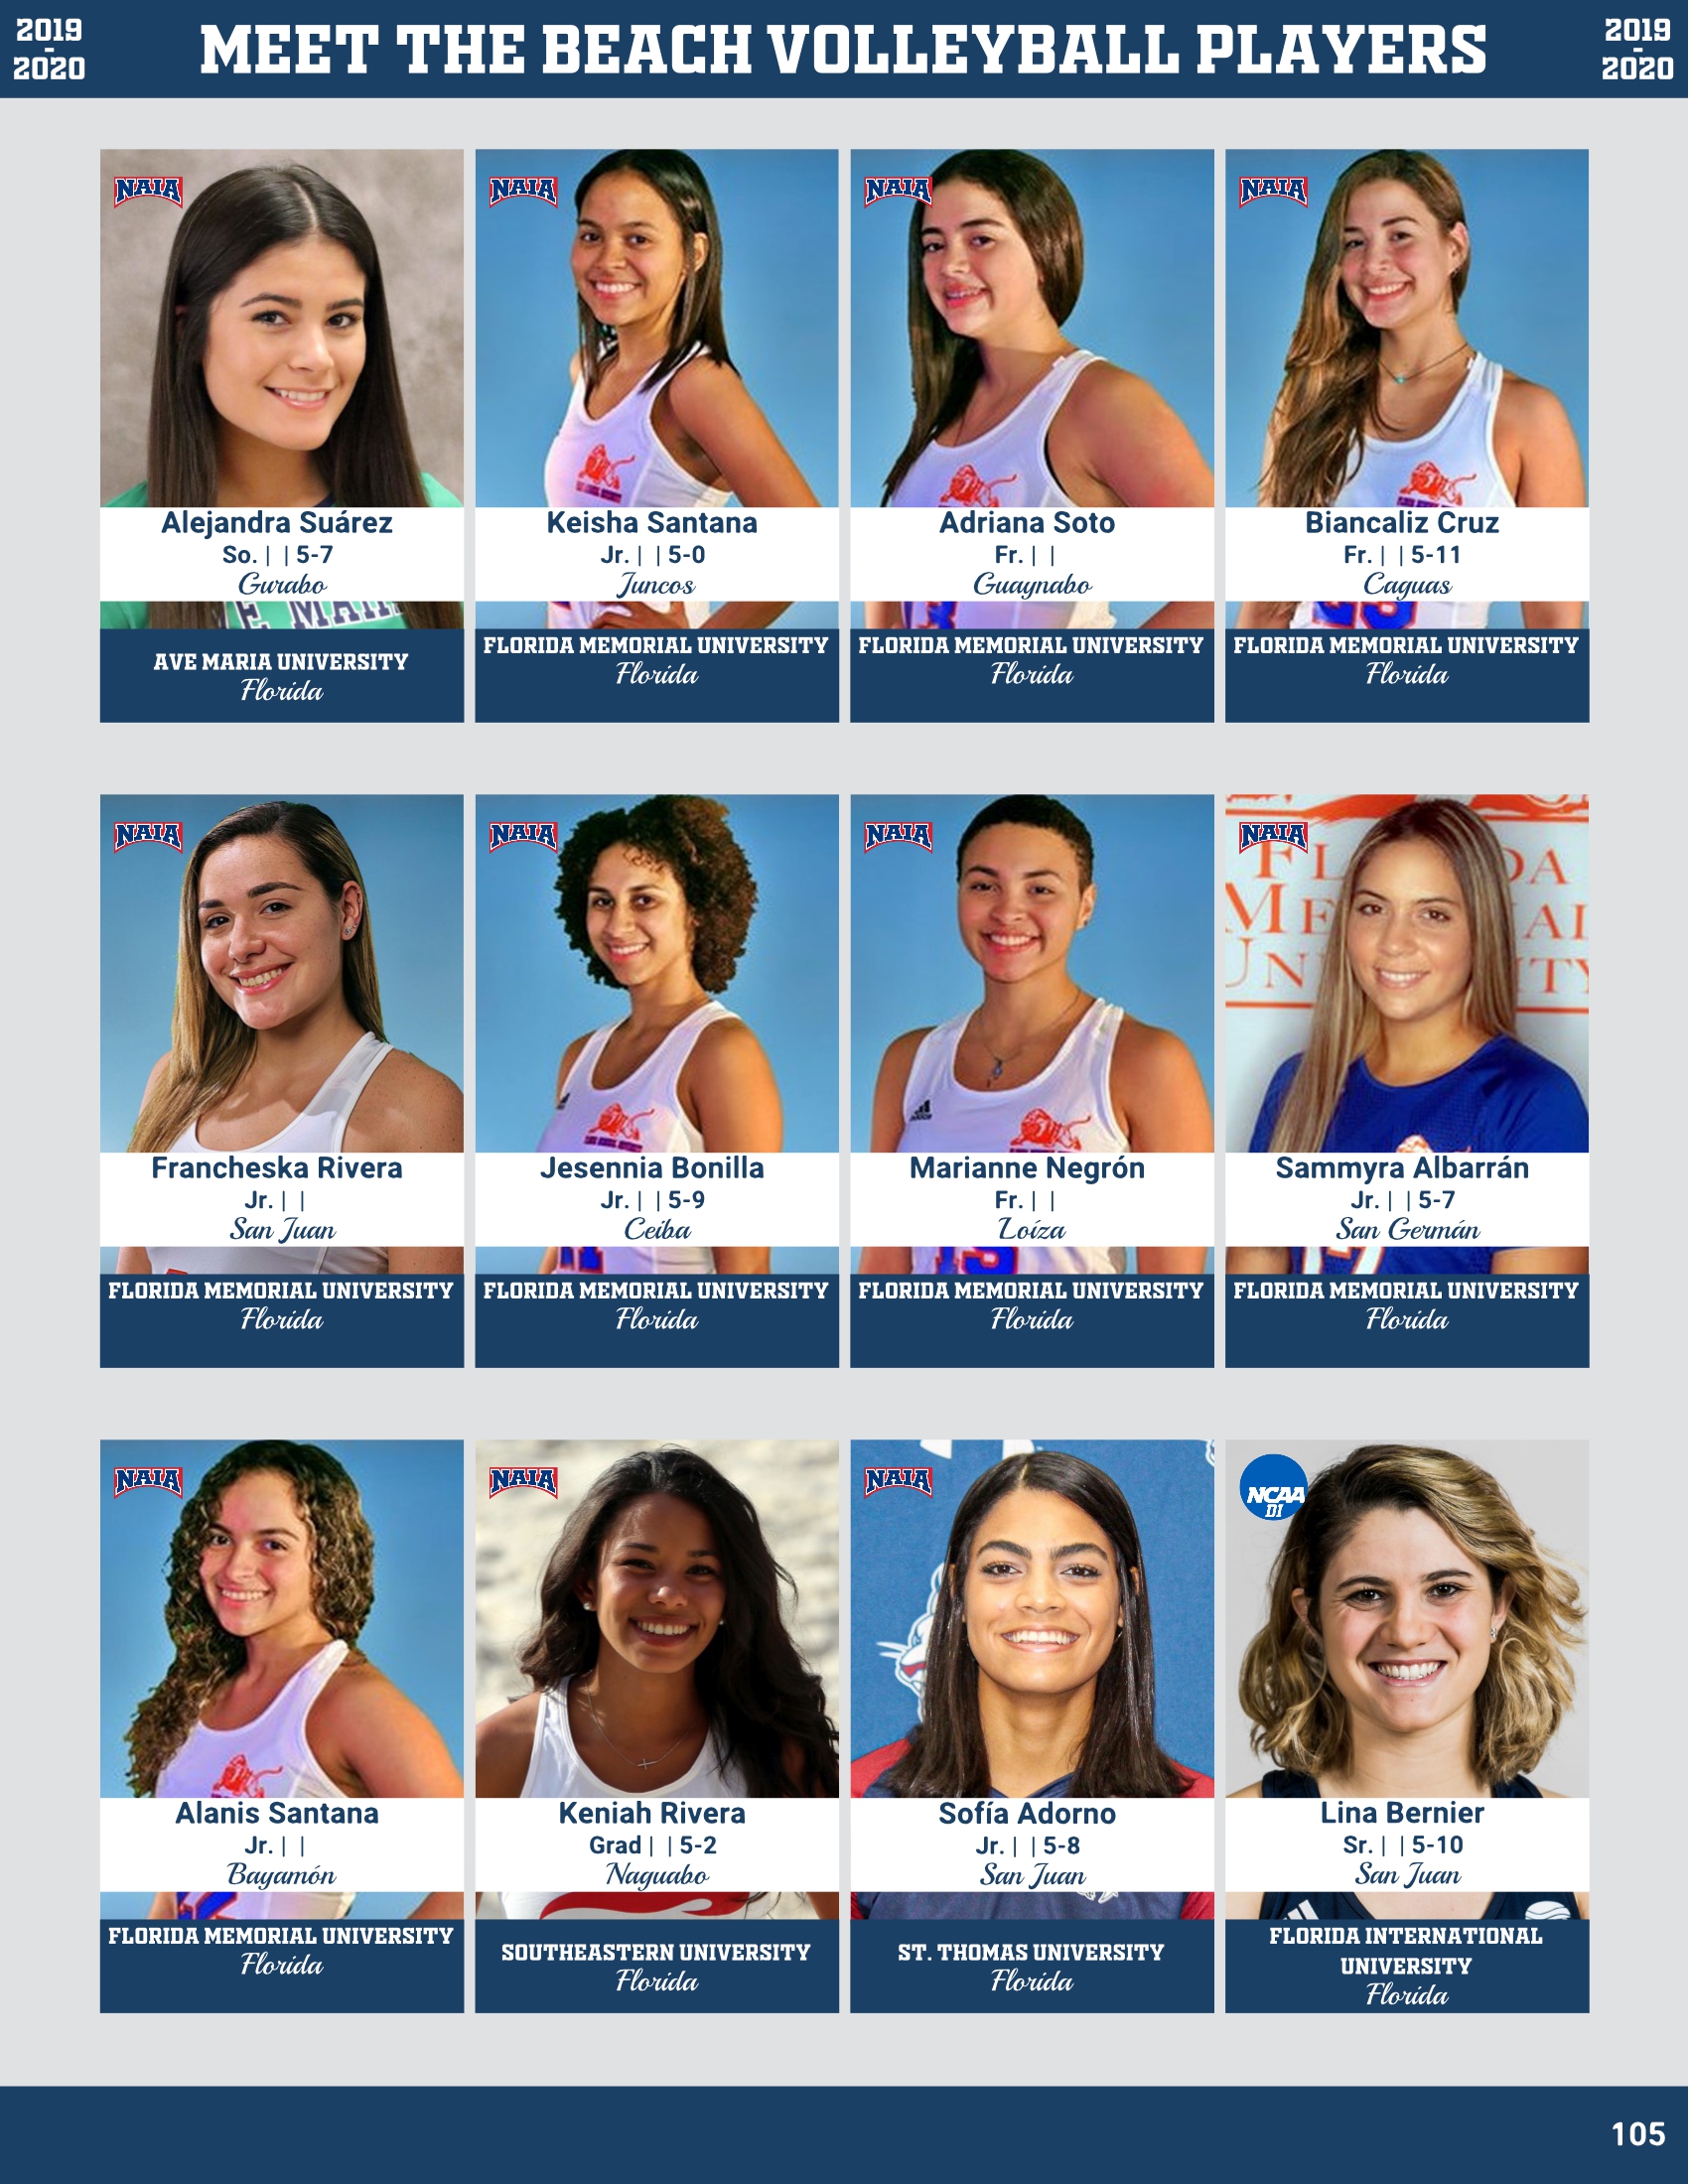 2019
-
2020
MEET THE BEACH VOLLEYBALL PLAYERS
2019
-
2020
NAIA
Alejandra Suárez
So. | | 5-7
Gurabo
AVE MARIA UNIVERSITY
Florida
NAIA
Keisha Santana
Jr. | | 5-0
Juncos
FLORIDA MEMORIAL UNIVERSITY
Florida
NAIA
Adriana Soto
Fr. | |
Guaynabo
FLORIDA MEMORIAL UNIVERSITY
Florida
NAIA
Biancaliz Cruz
Fr. | | 5-11
Caguas
FLORIDA MEMORIAL UNIVERSITY
Florida
NAIA
Francheska Rivera
Jr. | |
San Juan
FLORIDA MEMORIAL UNIVERSITY
Florida
NAIA
Jesennia Bonilla
Jr. | | 5-9
Ceiba
FLORIDA MEMORIAL UNIVERSITY
Florida
NAIA
Marianne Negrón
Fr. | |
Loíza
FLORIDA MEMORIAL UNIVERSITY
Florida
NAIA
Sammyra Albarrán
Jr. | | 5-7
San Germán
FLORIDA MEMORIAL UNIVERSITY
Florida
NAIA
Alanis Santana
Jr. | |
Bayamón
FLORIDA MEMORIAL UNIVERSITY
Florida
NAIA
Keniah Rivera
Grad | | 5-2
Naguabo
SOUTHEASTERN UNIVERSITY
Florida
NAIA
Sofía Adorno
Jr. | | 5-8
San Juan
ST. THOMAS UNIVERSITY
Florida
NCAA
DI
Lina Bernier
Sr. | | 5-10
San Juan
FLORIDA INTERNATIONAL
UNIVERSITY
Florida
105